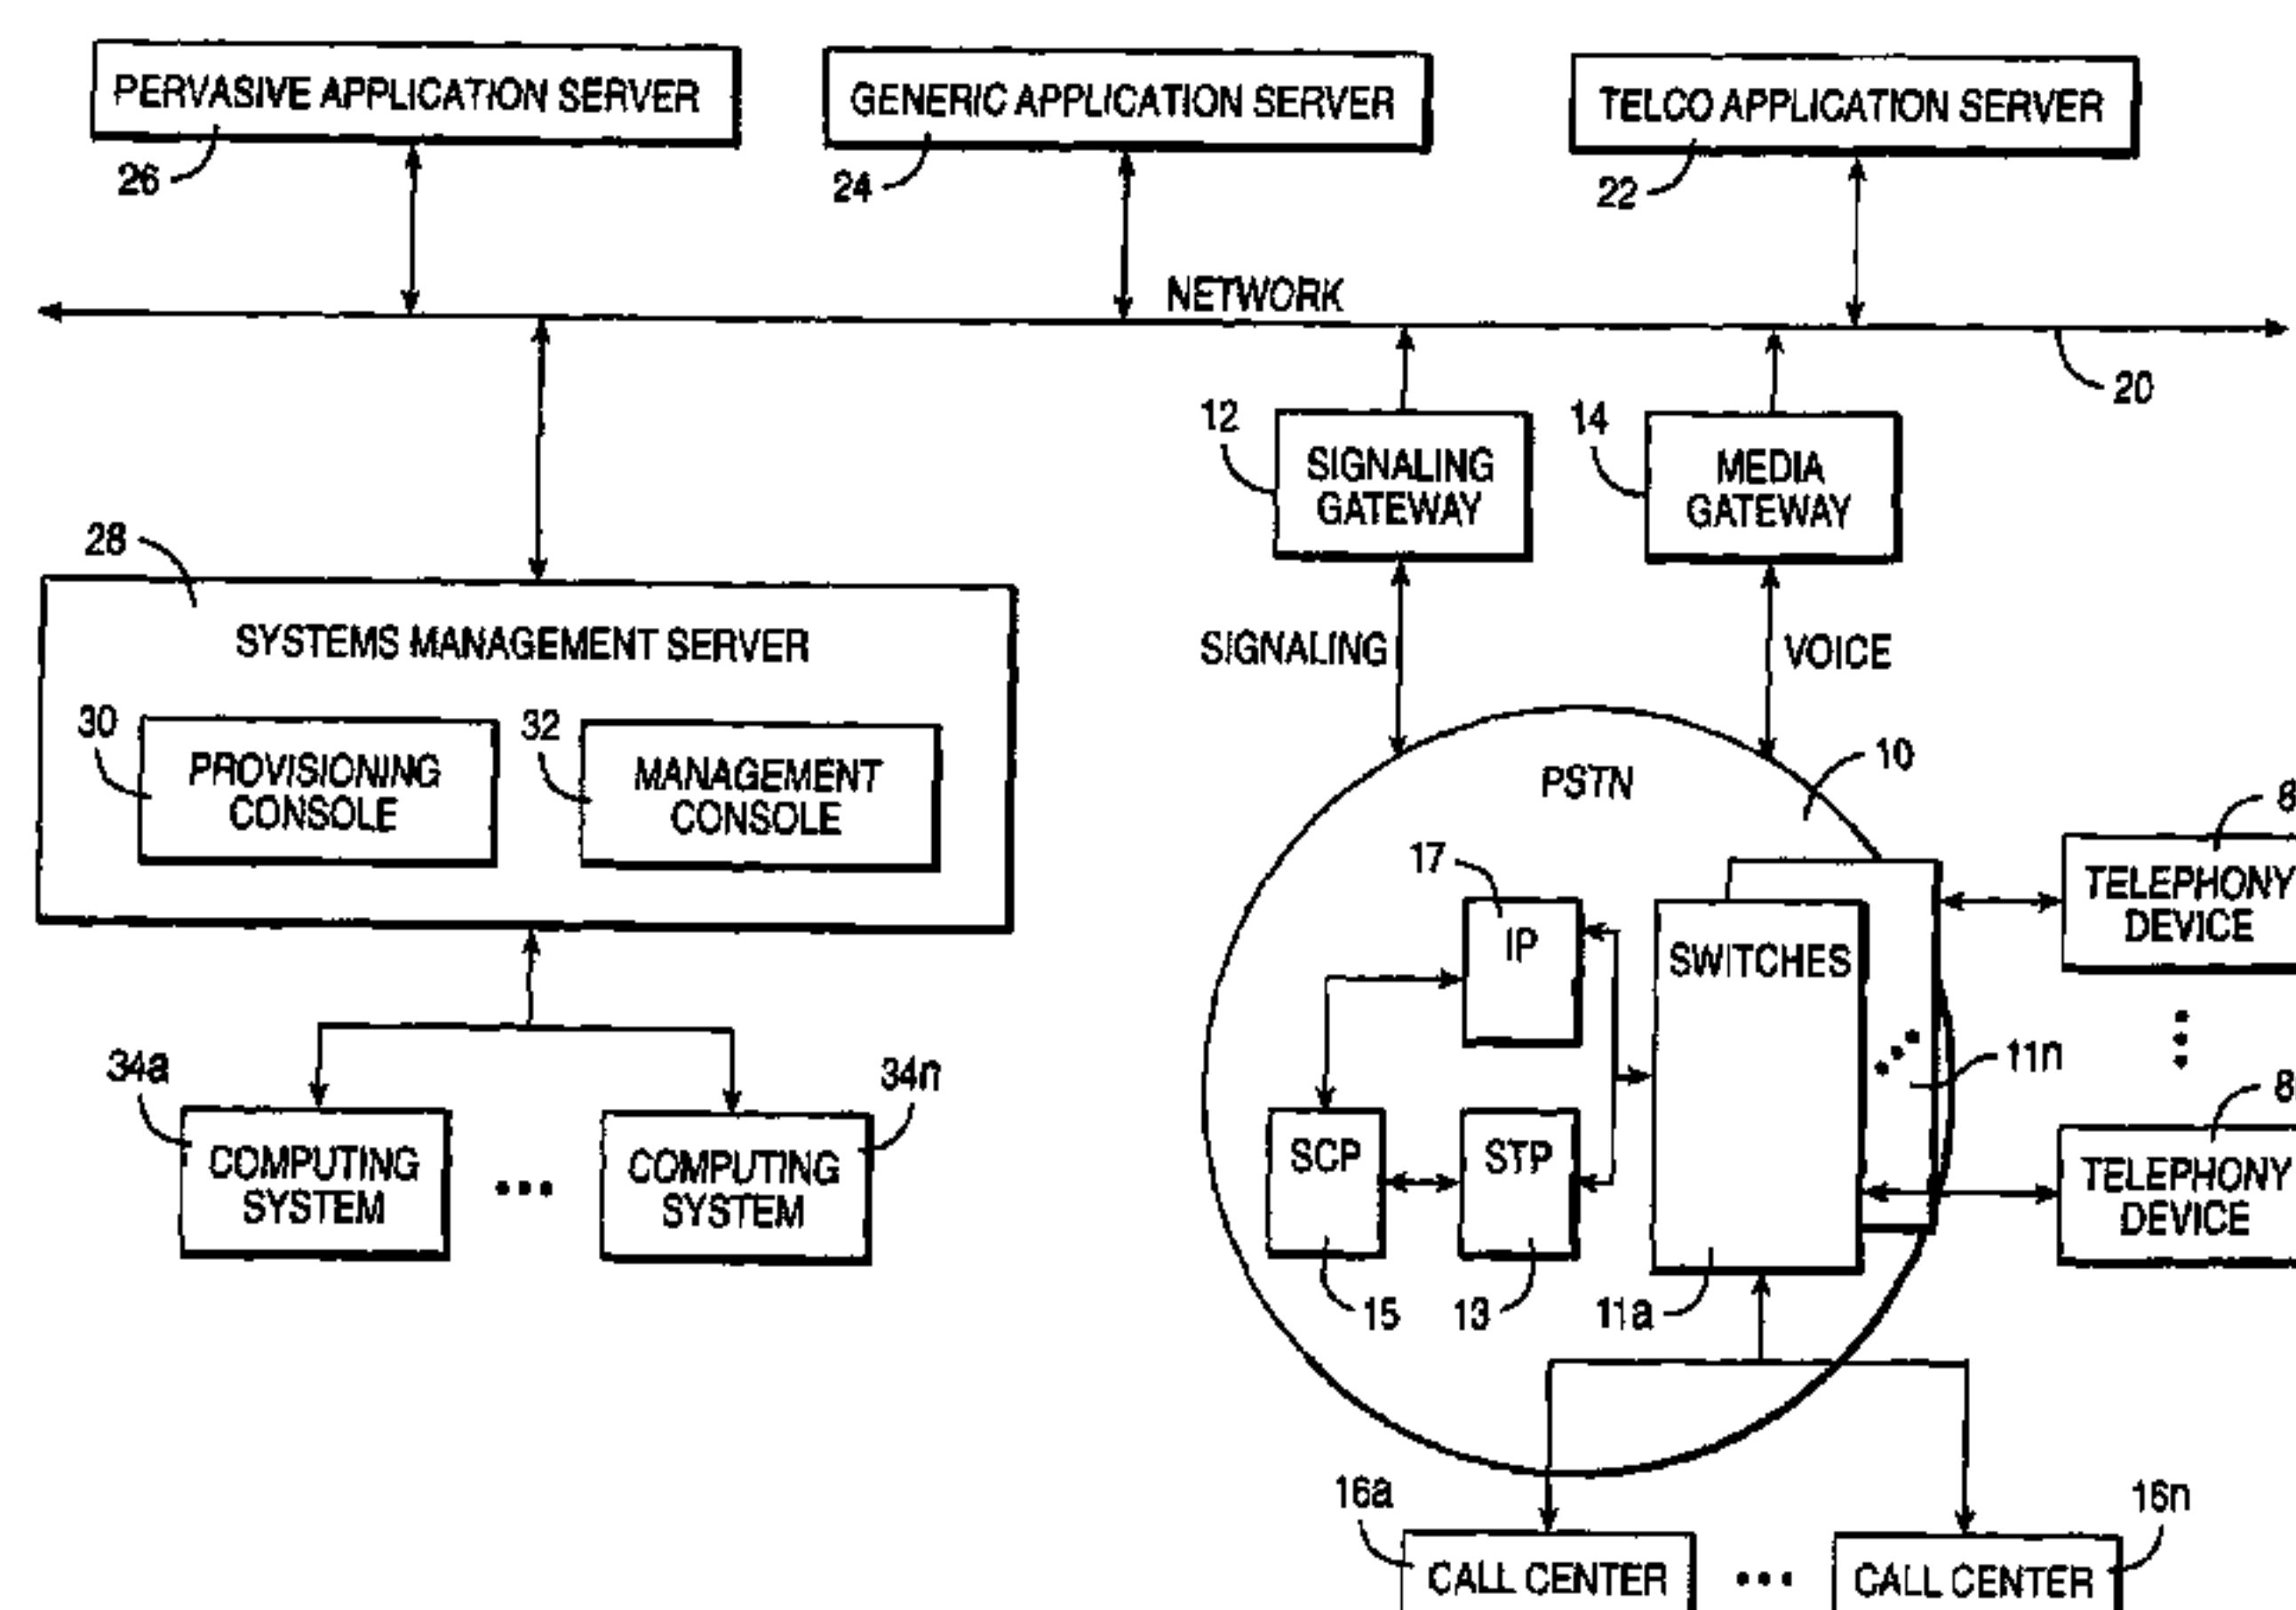 PERVASIVE APPLICATION SERVER
GENERIC APPLICATION SERVER
TELCO APPLICATION SERVER
26
24
22
NETWORK
20
12
SIGNALING
GATEWAY
14
MEDIA
GATEWAY
28
SYSTEMS MANAGEMENT SERVER
SIGNALING
VOICE
30
PROVISIONING
CONSOLE
32
MANAGEMENT
CONSOLE
PSTN
10
8
TELEPHONY
DEVICE
17
IP
SWITCHES
11n
34a
COMPUTING
SYSTEM
34n
COMPUTING
SYSTEM
SCP
STP
8
TELEPHONY
DEVICE
15
13
11a
16a
CALL CENTER
16n
CALL CENTER